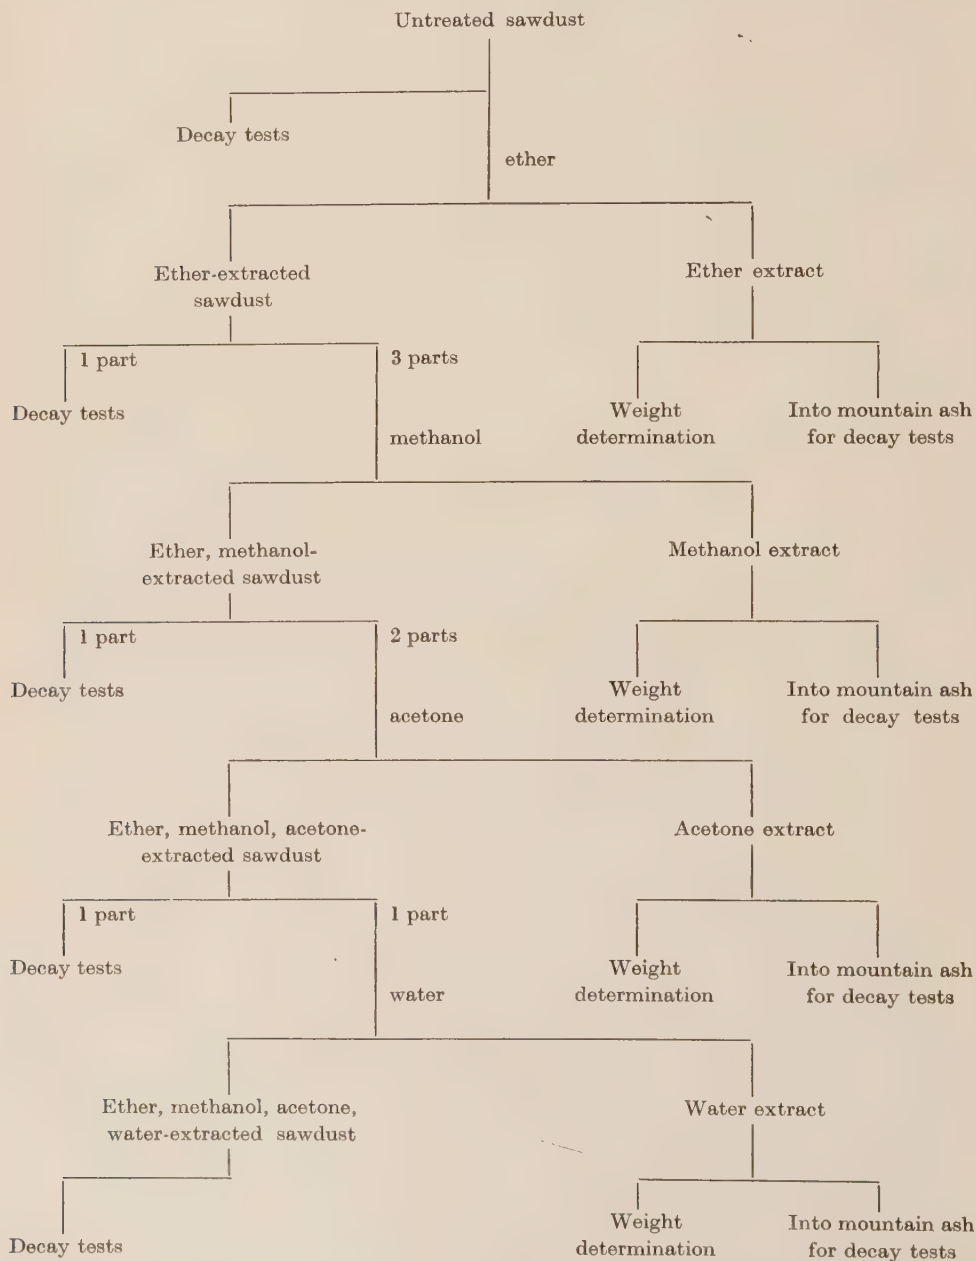 Untreated sawdust
Decay tests
ether
Ether-extracted
sawdust
Ether extract
1 part
3 parts
Decay tests
methanol
Weight
determination
Into mountain ash
for decay tests
Ether, methanol-
extracted sawdust
Methanol extract
1 part
2 parts
Decay tests
acetone
Weight
determination
Into mountain ash
for decay tests
Ether, methanol, acetone-
extracted sawdust
Acetone extract
1 part
1 part
Decay tests
water
Weight
determination
Into mountain ash
for decay tests
Ether, methanol, acetone,
water-extracted sawdust
Water extract
Decay tests
Weight
determination
Into mountain ash
for decay tests